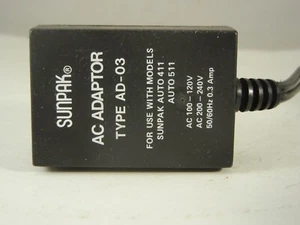 SUNPAK®
AC ADAPTOR
TYPE AD-03
FOR USE WITH MODELS
SUNPAK AUTO 411
AUTO 511
AC 100-120V
AC 200-240V
50/60Hz 0.3 Amp